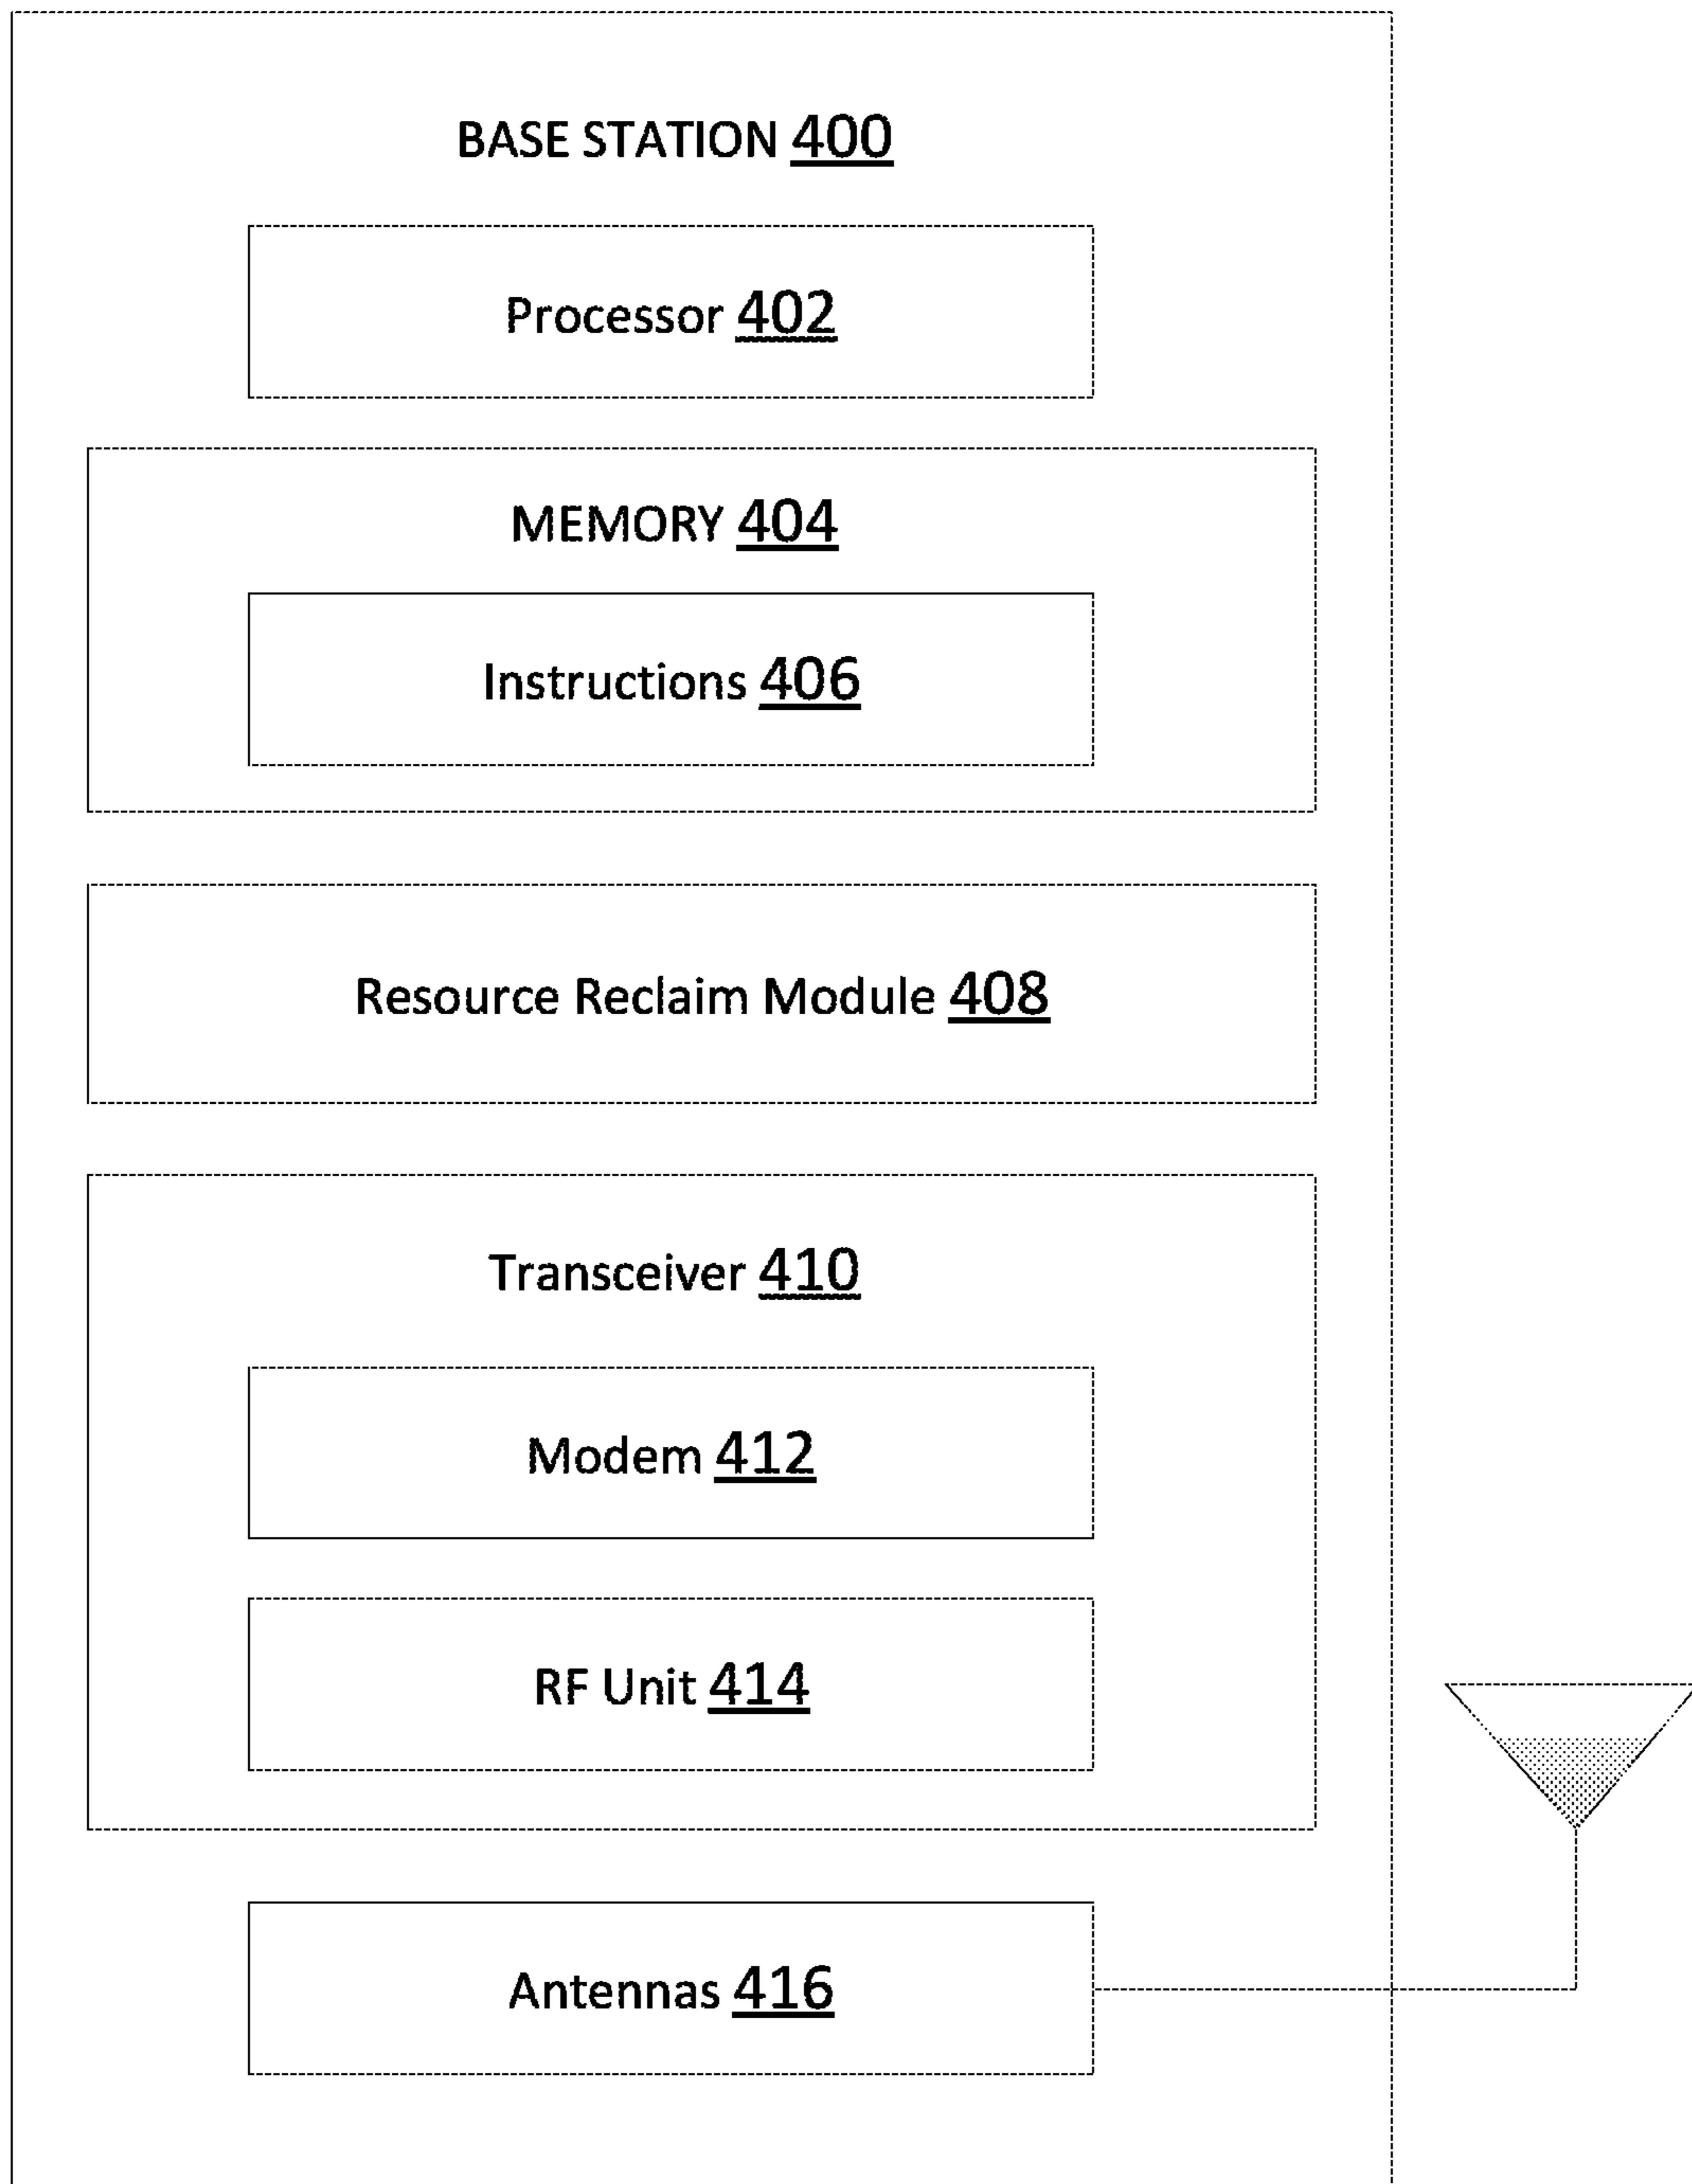 BASE STATION 400
Processor 402
MEMORY 404
Instructions 406
Resource Reclaim Module 408
Transceiver 410
Modem 412
RF Unit 414
Antennas 416